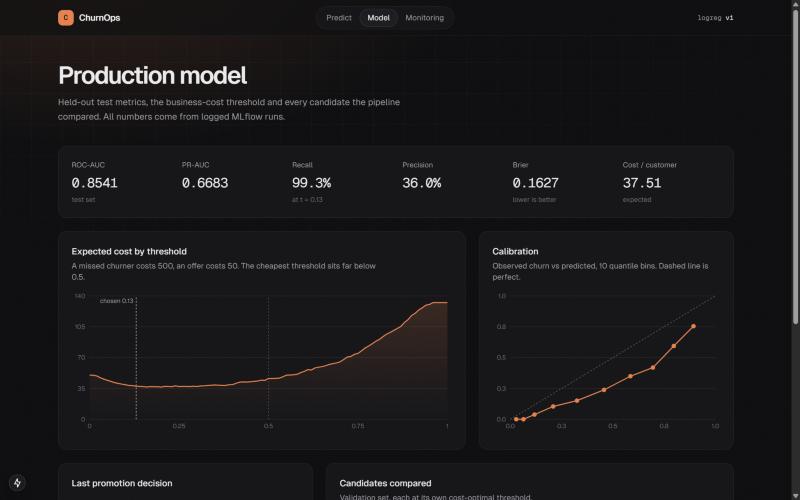 C ChurnOps
Predict Model Monitoring
logreg v1
Production model
Held-out test metrics, the business-cost threshold and every candidate the pipeline
compared. All numbers come from logged MLflow runs.
ROC-AUC PR-AUC Recall Precision Brier Cost / customer
0.8541 0.6683 99.3% 36.0% 0.1627 37.51
test set at t = 0.13 lower is better expected
Expected cost by threshold
A missed churner costs 500, an offer costs 50. The cheapest threshold sits far below
0.5.
140
chosen 0.13
105
70
35
0
0 0.25 0.5 0.75 1
Calibration
Observed churn vs predicted, 10 quantile bins. Dashed line is
perfect.
1.0
0.8
0.5
0.3
0.0
0.0 0.3 0.5 0.8 1.0
Last promotion decision
Candidates compared
Validation set, each at its own cost-optimal threshold.